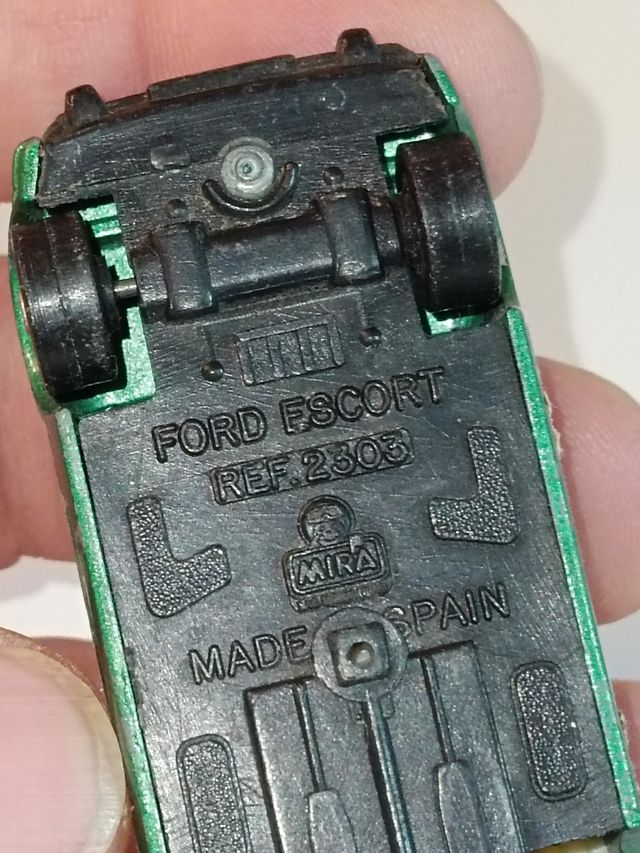 FORD ESCORT
REF.2303
MIRA
MADE SPAIN